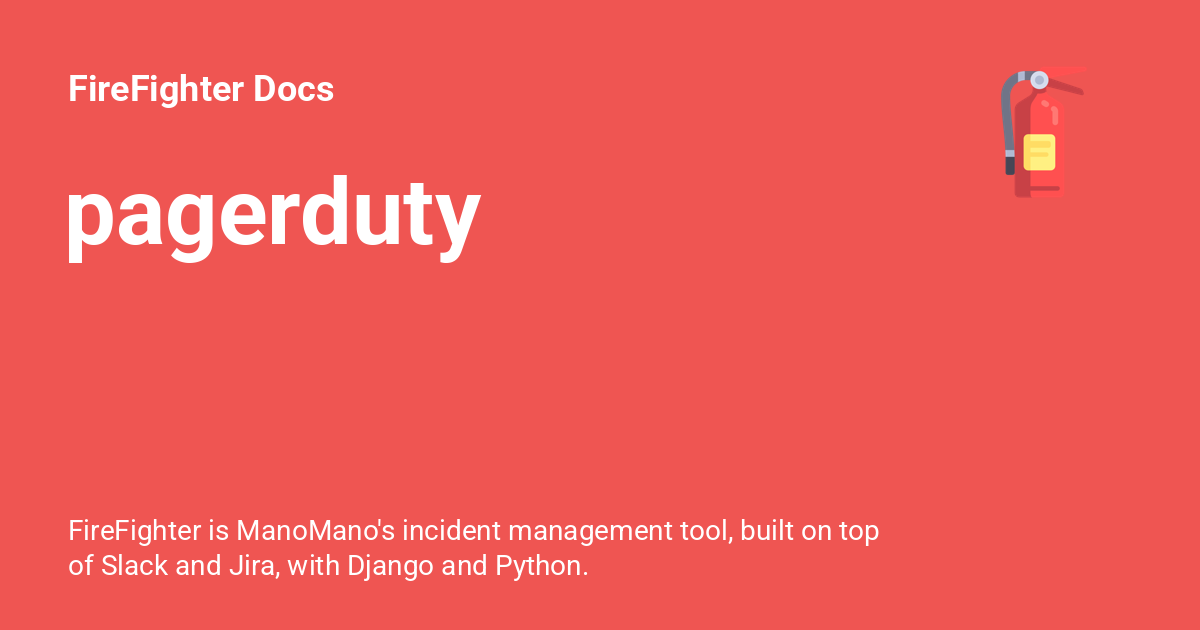 FireFighter Docs
pagerduty
FireFighter is ManoMano's incident management tool, built on top
of Slack and Jira, with Django and Python.